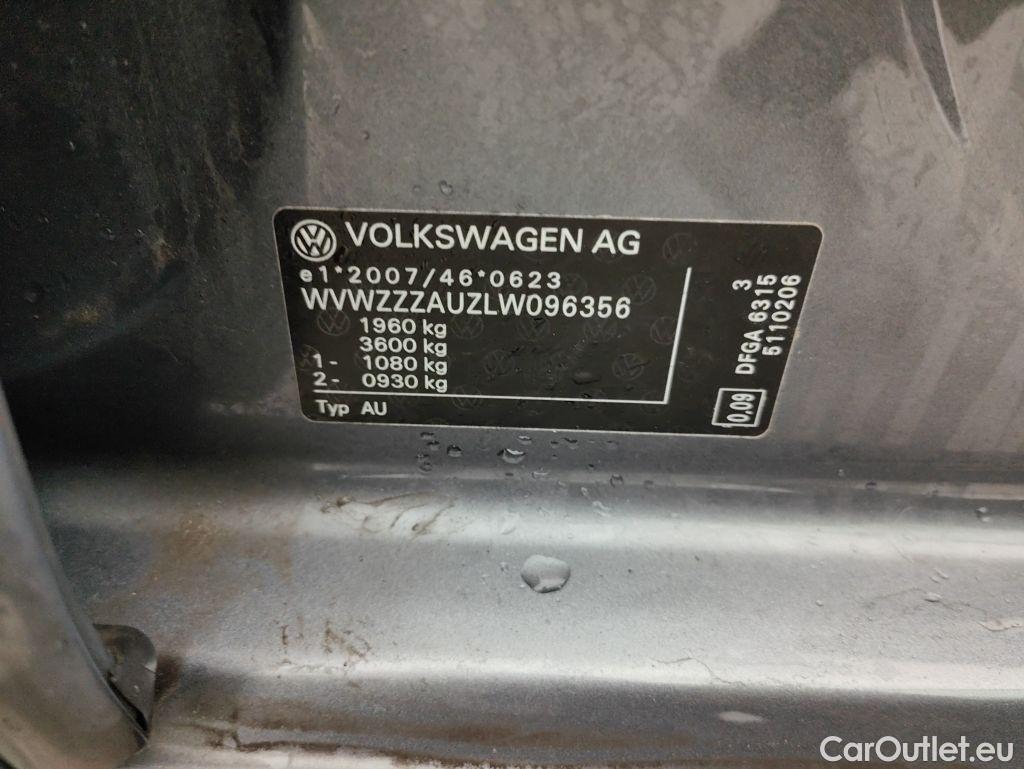 VOLKSWAGEN AG
e1*2007/46*0623
WVWZZZAUZLW096356
1960 kg
3600 kg
1- 1080 kg
2- 0930 kg
Typ AU
3
DFGA 6315
5110206
0,09
CarOutlet.eu